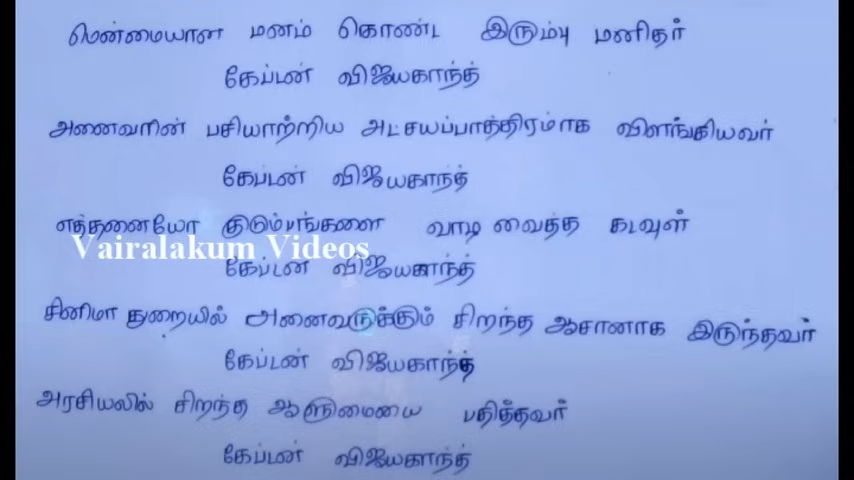 மென்மையான மனம் கொண்ட இரும்பு மனிதர்
கேப்டன் விஜயகாந்த்
அனைவரின் பசியாற்றிய அட்சயப்பாத்திரமாக விளங்கியவர்
கேப்டன் விஜயகாந்த்
எத்தனையோ குடும்பங்களை வாழ வைத்த கடவுள்
Vairalakum Videos
கேப்டன் விஜயகாந்த்
சினிமா துறையில் அனைவருக்கும் சிறந்த ஆசானாக இருந்தவர்
கேப்டன் விஜயகாந்த்
அரசியலில் சிறந்த ஆளுமையை பதித்தவர்
கேப்டன் விஜயகாந்த்